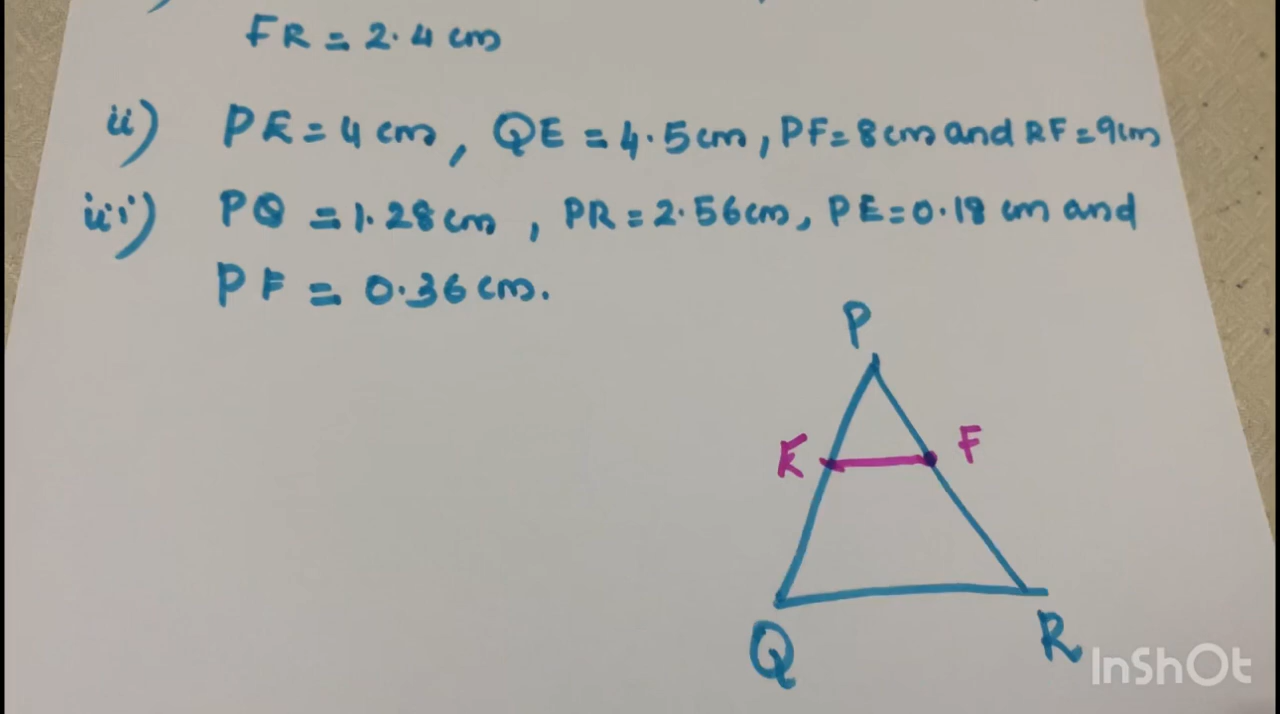 FR = 2.4 cm
ii) PE = 4 cm, QE = 4.5 cm, PF = 8 cm and RF = 9 cm
iii) PQ = 1.28 cm, PR = 2.56 cm, PE = 0.18 cm and
PF = 0.36 cm.
P
E F
Q R
InShOt